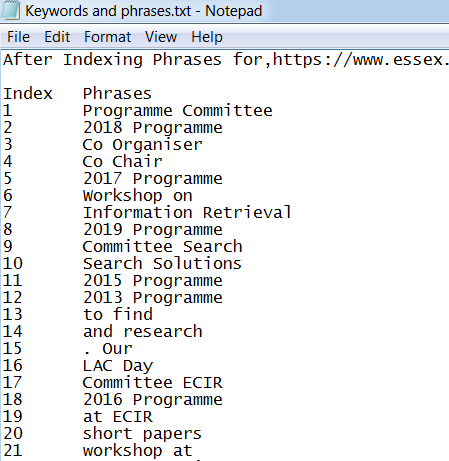 Keywords and phrases.txt - Notepad
File Edit Format View Help
After Indexing Phrases for,https://www.essex.
Index Phrases
1 Programme Committee
2 2018 Programme
3 Co Organiser
4 Co Chair
5 2017 Programme
6 Workshop on
7 Information Retrieval
8 2019 Programme
9 Committee Search
10 Search Solutions
11 2015 Programme
12 2013 Programme
13 to find
14 and research
15 . Our
16 LAC Day
17 Committee ECIR
18 2016 Programme
19 at ECIR
20 short papers
21 workshop at